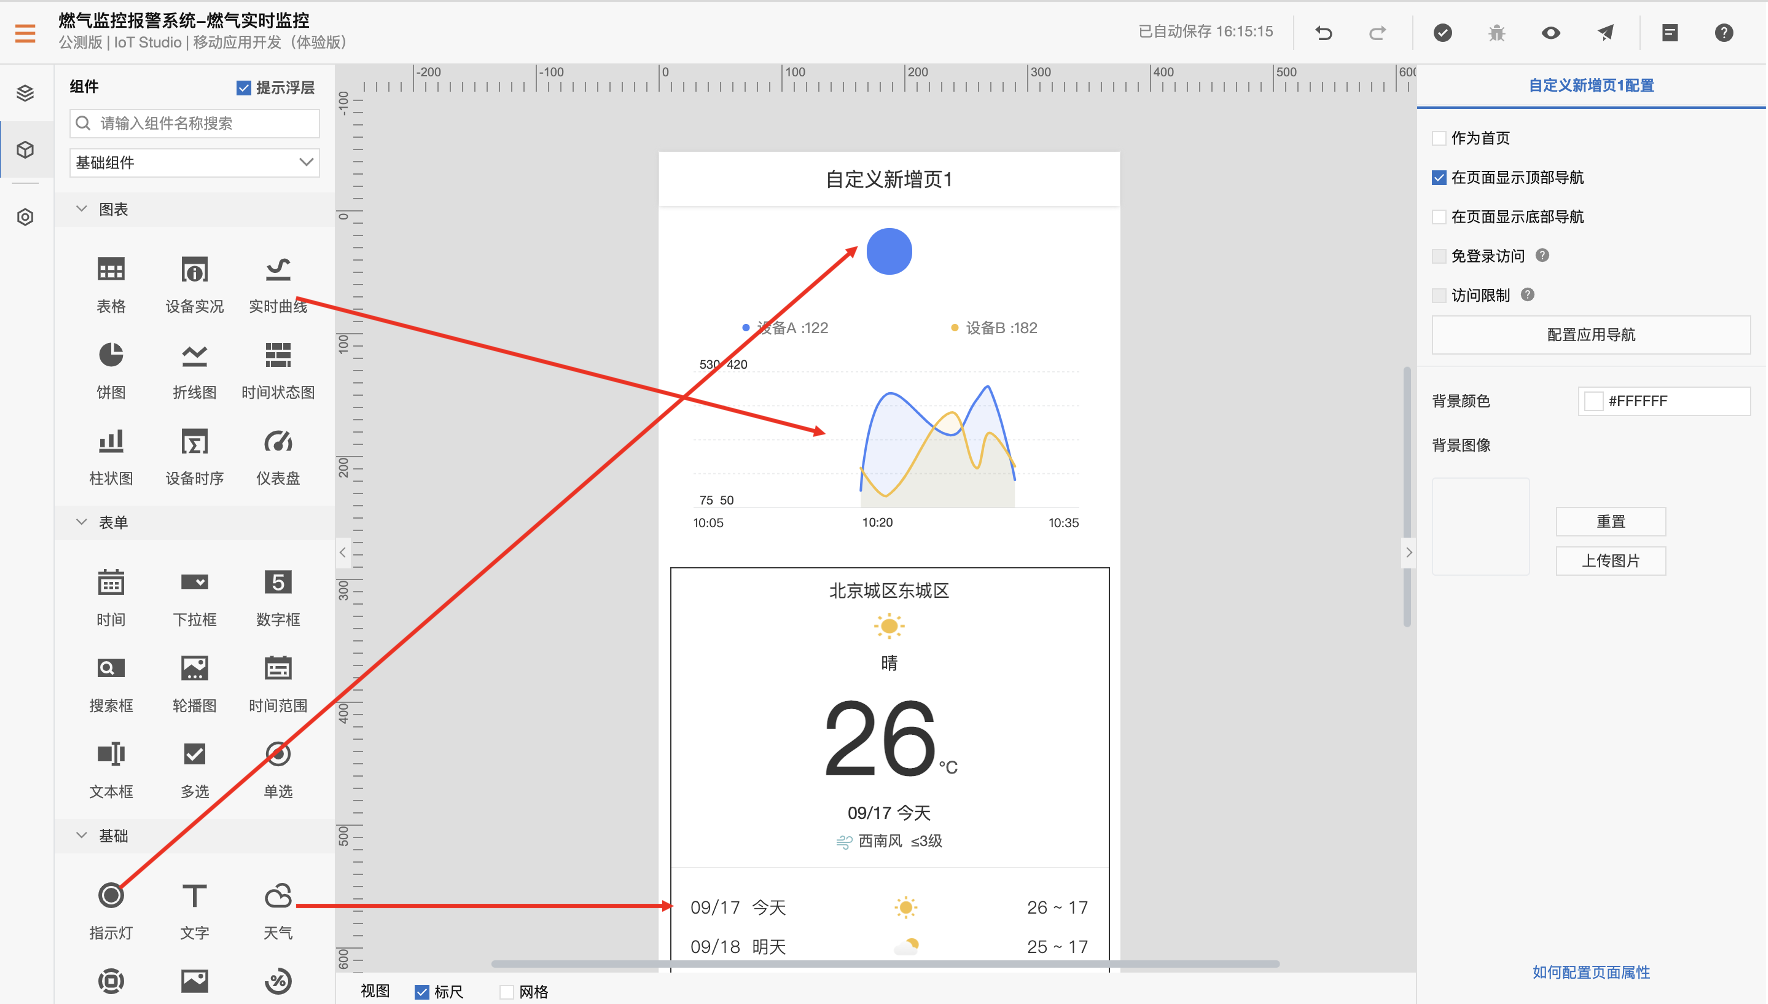 燃气监控报警系统–燃气实时监控
公测版 | IoT Studio | 移动应用开发（体验版）
已自动保存 16:15:15
组件
提示浮层
请输入组件名称搜索
基础组件
图表
表格 设备实况 实时曲线
饼图 折线图 时间状态图
柱状图 设备时序 仪表盘
表单
时间 下拉框 数字框
搜索框 轮播图 时间范围
文本框 多选 单选
基础
指示灯 文字 天气
-200 -100 0 100 200 300 400 500 600
-100
0
100
200
300
400
500
600
自定义新增页1
设备A :122 设备B :182
530 420
75 50
10:05 10:20 10:35
北京城区东城区
晴
26 °C
09/17 今天
西南风 ≤3级
09/17 今天 26 ~ 17
09/18 明天 25 ~ 17
视图 标尺 网格
自定义新增页1配置
作为首页
在页面显示顶部导航
在页面显示底部导航
免登录访问 ?
访问限制 ?
配置应用导航
背景颜色 #FFFFFF
背景图像
重置
上传图片
如何配置页面属性